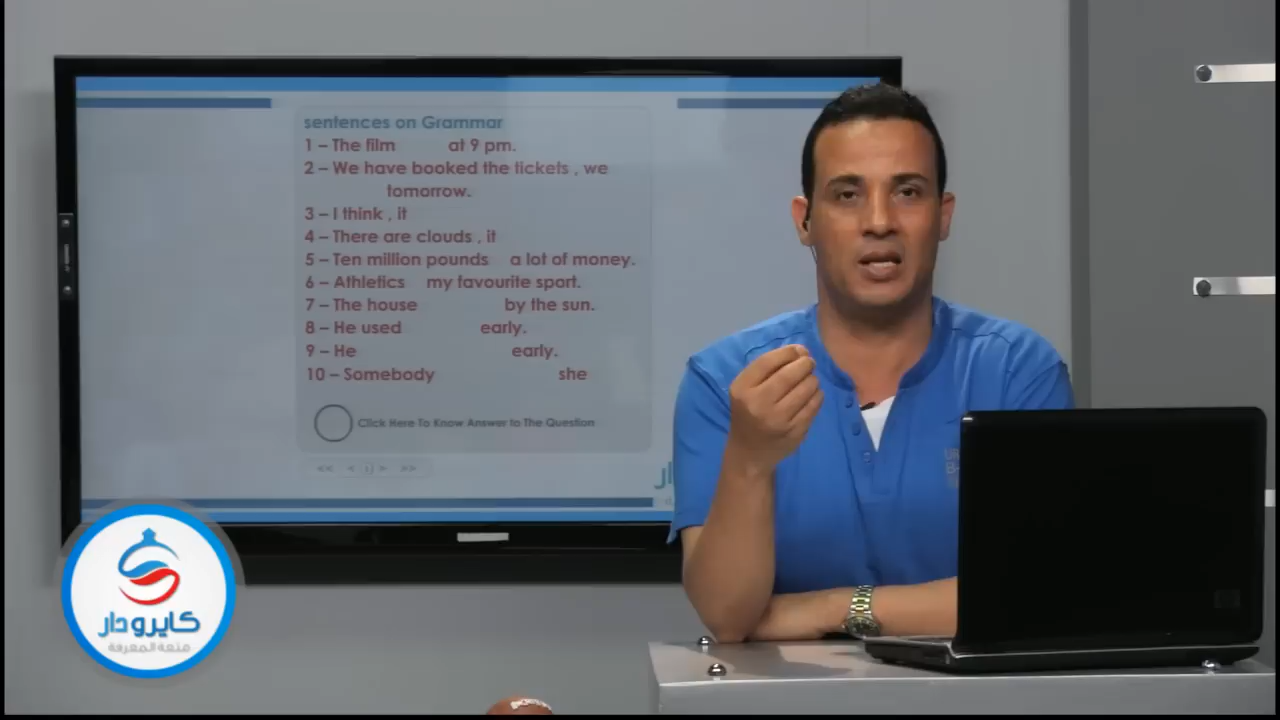 sentences on Grammar
1 – The film at 9 pm.
2 – We have booked the tickets , we
tomorrow.
3 – I think , it
4 – There are clouds , it
5 – Ten million pounds a lot of money.
6 – Athletics my favourite sport.
7 – The house by the sun.
8 – He used early.
9 – He early.
10 – Somebody she
Click Here To Know Answer to The Question
كايرودار
متعة المعرفة